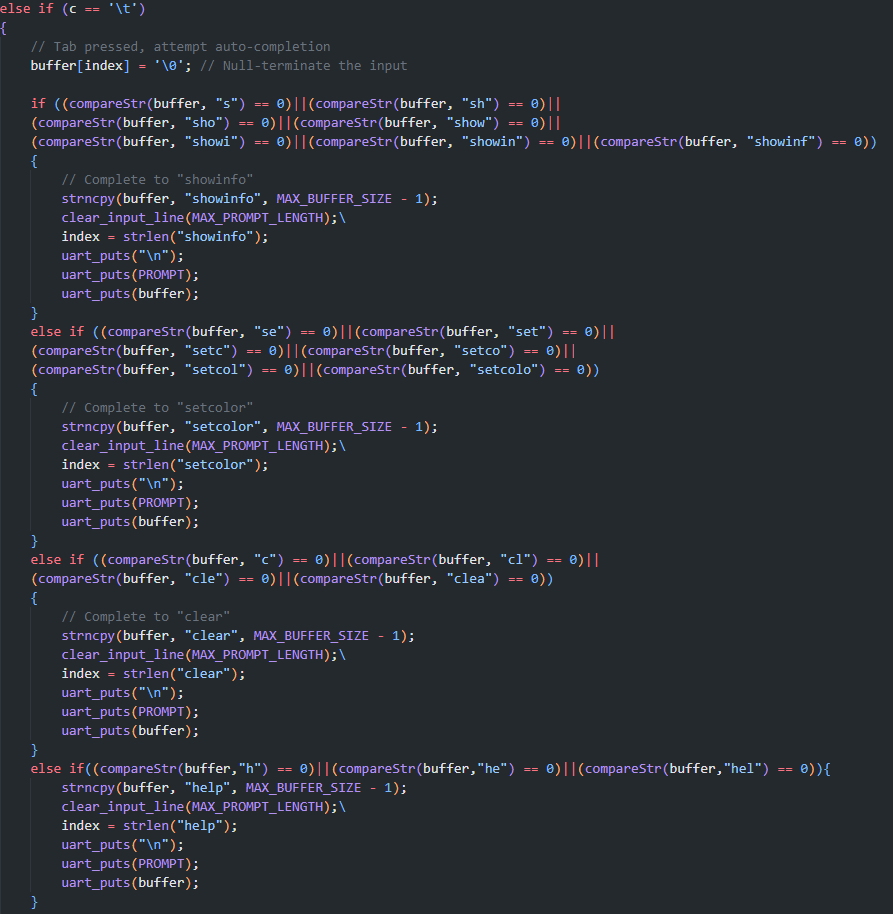 else if (c == '\t')
{
    // Tab pressed, attempt auto-completion
    buffer[index] = '\0'; // Null-terminate the input

    if ((compareStr(buffer, "s") == 0)||(compareStr(buffer, "sh") == 0)||
    (compareStr(buffer, "sho") == 0)||(compareStr(buffer, "show") == 0)||
    (compareStr(buffer, "showi") == 0)||(compareStr(buffer, "showin") == 0)||(compareStr(buffer, "showinf") == 0))
    {
        // Complete to "showinfo"
        strncpy(buffer, "showinfo", MAX_BUFFER_SIZE - 1);
        clear_input_line(MAX_PROMPT_LENGTH);\
        index = strlen("showinfo");
        uart_puts("\n");
        uart_puts(PROMPT);
        uart_puts(buffer);
    }
    else if ((compareStr(buffer, "se") == 0)||(compareStr(buffer, "set") == 0)||
    (compareStr(buffer, "setc") == 0)||(compareStr(buffer, "setco") == 0)||
    (compareStr(buffer, "setcol") == 0)||(compareStr(buffer, "setcolo") == 0))
    {
        // Complete to "setcolor"
        strncpy(buffer, "setcolor", MAX_BUFFER_SIZE - 1);
        clear_input_line(MAX_PROMPT_LENGTH);\
        index = strlen("setcolor");
        uart_puts("\n");
        uart_puts(PROMPT);
        uart_puts(buffer);
    }
    else if ((compareStr(buffer, "c") == 0)||(compareStr(buffer, "cl") == 0)||
    (compareStr(buffer, "cle") == 0)||(compareStr(buffer, "clea") == 0))
    {
        // Complete to "clear"
        strncpy(buffer, "clear", MAX_BUFFER_SIZE - 1);
        clear_input_line(MAX_PROMPT_LENGTH);\
        index = strlen("clear");
        uart_puts("\n");
        uart_puts(PROMPT);
        uart_puts(buffer);
    }
    else if((compareStr(buffer,"h") == 0)||(compareStr(buffer,"he") == 0)||(compareStr(buffer,"hel") == 0)){
        strncpy(buffer, "help", MAX_BUFFER_SIZE - 1);
        clear_input_line(MAX_PROMPT_LENGTH);\
        index = strlen("help");
        uart_puts("\n");
        uart_puts(PROMPT);
        uart_puts(buffer);
    }